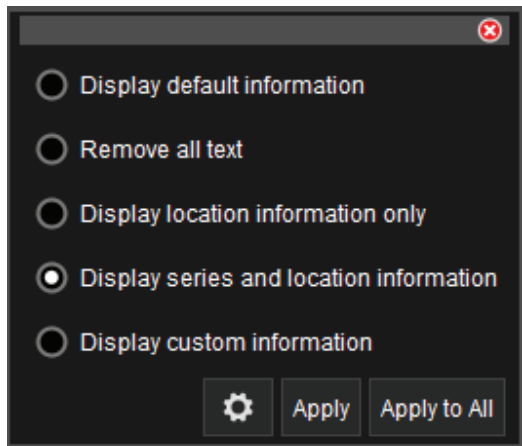 Display default information
Remove all text
Display location information only
Display series and location information
Display custom information
Apply Apply to All